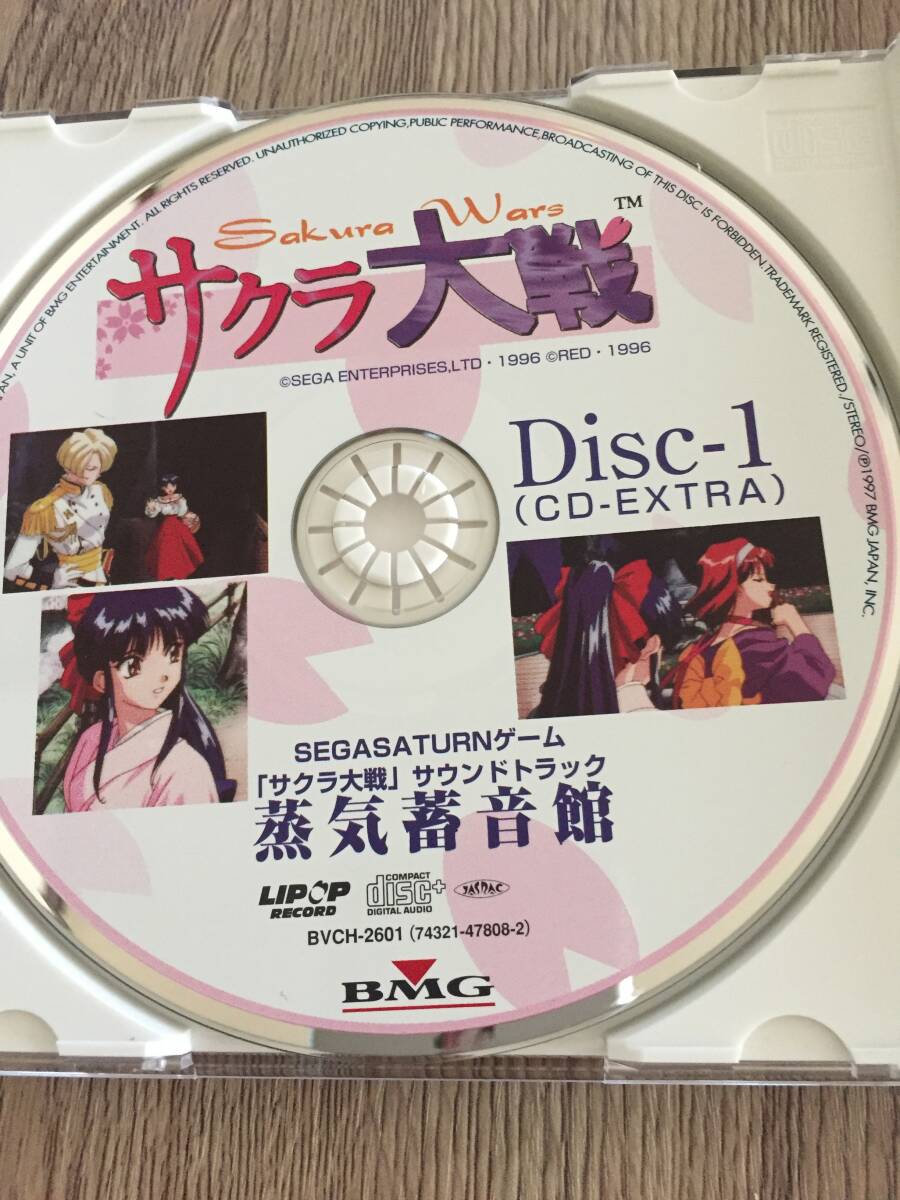 AN, A UNIT OF BMG ENTERTAINMENT. ALL RIGHTS RESERVED. UNAUTHORIZED COPYING,PUBLIC PERFORMANCE,BROADCASTING OF THIS DISC IS FORBIDDEN.TRADEMARK REGISTERED./STEREO/Ⓟ1997 BMG JAPAN, INC.
Sakura Wars
サクラ大戦™
©SEGA ENTERPRISES,LTD・1996 ©RED・1996
Disc-1
(CD-EXTRA)
SEGASATURNゲーム
「サクラ大戦」サウンドトラック
蒸気蓄音館
LIPOP
RECORD
COMPACT
disc+
DIGITAL AUDIO
JASRAC
BVCH-2601 (74321-47808-2)
BMG